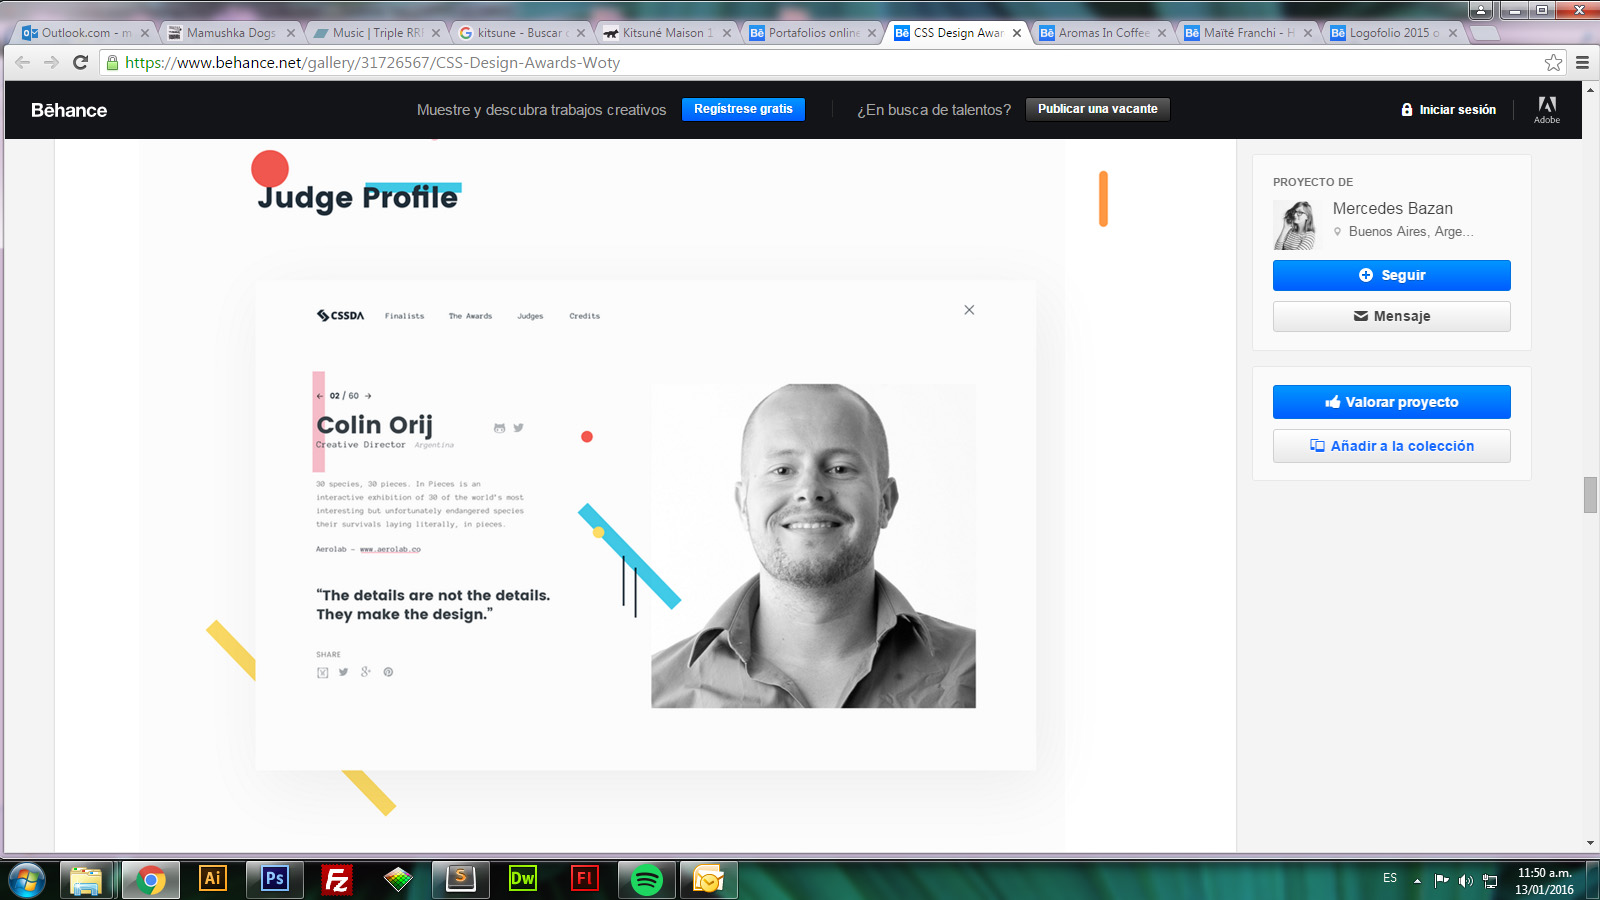 Outlook.com - m
Mamushka Dogs
Music | Triple RRR
kitsune - Buscar c
Kitsuné Maison 1
Portafolios online
CSS Design Awar
Aromas In Coffee
Maïté Franchi - H
Logofolio 2015 o
https://www.behance.net/gallery/31726567/CSS-Design-Awards-Woty
Bēhance
Muestre y descubra trabajos creativos
Regístrese gratis
¿En busca de talentos?
Publicar una vacante
Iniciar sesión
Adobe
Judge Profile
CSSDA
Finalists
The Awards
Judges
Credits
02 / 60
Colin Orij
Creative Director Argentina
30 species, 30 pieces. In Pieces is an
interactive exhibition of 30 of the world's most
interesting but unfortunately endangered species
their survivals laying literally, in pieces.
Aerolab – www.aerolab.co
“The details are not the details.
They make the design.”
SHARE
PROYECTO DE
Mercedes Bazan
Buenos Aires, Arge...
Seguir
Mensaje
Valorar proyecto
Añadir a la colección
Ai
Ps
Fz
S
Dw
Fl
ES
11:50 a.m.
13/01/2016